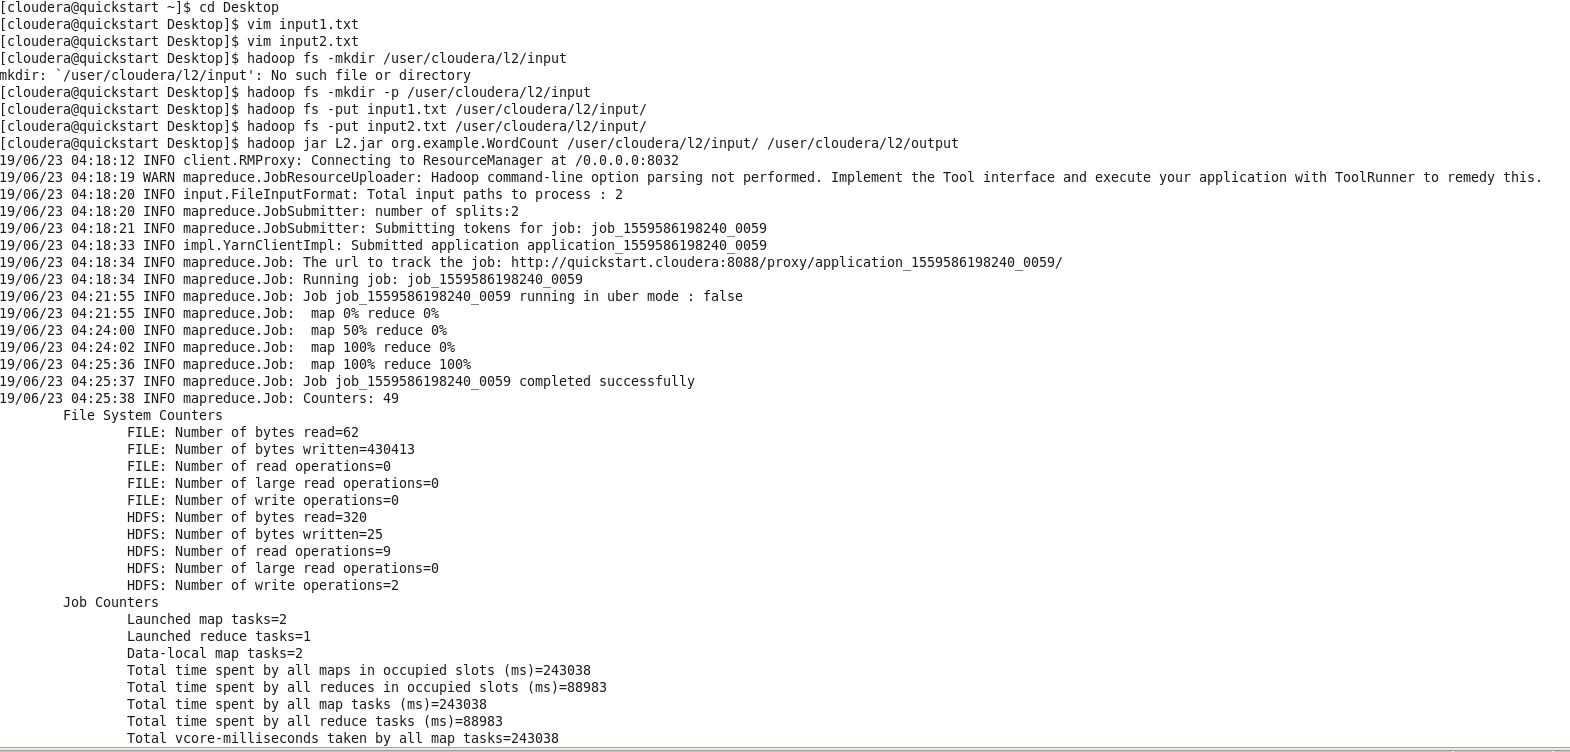 [cloudera@quickstart ~]$ cd Desktop
[cloudera@quickstart Desktop]$ vim input1.txt
[cloudera@quickstart Desktop]$ vim input2.txt
[cloudera@quickstart Desktop]$ hadoop fs -mkdir /user/cloudera/l2/input
mkdir: `/user/cloudera/l2/input': No such file or directory
[cloudera@quickstart Desktop]$ hadoop fs -mkdir -p /user/cloudera/l2/input
[cloudera@quickstart Desktop]$ hadoop fs -put input1.txt /user/cloudera/l2/input/
[cloudera@quickstart Desktop]$ hadoop fs -put input2.txt /user/cloudera/l2/input/
[cloudera@quickstart Desktop]$ hadoop jar L2.jar org.example.WordCount /user/cloudera/l2/input/ /user/cloudera/l2/output
19/06/23 04:18:12 INFO client.RMProxy: Connecting to ResourceManager at /0.0.0.0:8032
19/06/23 04:18:19 WARN mapreduce.JobResourceUploader: Hadoop command-line option parsing not performed. Implement the Tool interface and execute your application with ToolRunner to remedy this.
19/06/23 04:18:20 INFO input.FileInputFormat: Total input paths to process : 2
19/06/23 04:18:20 INFO mapreduce.JobSubmitter: number of splits:2
19/06/23 04:18:21 INFO mapreduce.JobSubmitter: Submitting tokens for job: job_1559586198240_0059
19/06/23 04:18:33 INFO impl.YarnClientImpl: Submitted application application_1559586198240_0059
19/06/23 04:18:34 INFO mapreduce.Job: The url to track the job: http://quickstart.cloudera:8088/proxy/application_1559586198240_0059/
19/06/23 04:18:34 INFO mapreduce.Job: Running job: job_1559586198240_0059
19/06/23 04:21:55 INFO mapreduce.Job: Job job_1559586198240_0059 running in uber mode : false
19/06/23 04:21:55 INFO mapreduce.Job:  map 0% reduce 0%
19/06/23 04:24:00 INFO mapreduce.Job:  map 50% reduce 0%
19/06/23 04:24:02 INFO mapreduce.Job:  map 100% reduce 0%
19/06/23 04:25:36 INFO mapreduce.Job:  map 100% reduce 100%
19/06/23 04:25:37 INFO mapreduce.Job: Job job_1559586198240_0059 completed successfully
19/06/23 04:25:38 INFO mapreduce.Job: Counters: 49
File System Counters
FILE: Number of bytes read=62
FILE: Number of bytes written=430413
FILE: Number of read operations=0
FILE: Number of large read operations=0
FILE: Number of write operations=0
HDFS: Number of bytes read=320
HDFS: Number of bytes written=25
HDFS: Number of read operations=9
HDFS: Number of large read operations=0
HDFS: Number of write operations=2
Job Counters
Launched map tasks=2
Launched reduce tasks=1
Data-local map tasks=2
Total time spent by all maps in occupied slots (ms)=243038
Total time spent by all reduces in occupied slots (ms)=88983
Total time spent by all map tasks (ms)=243038
Total time spent by all reduce tasks (ms)=88983
Total vcore-milliseconds taken by all map tasks=243038